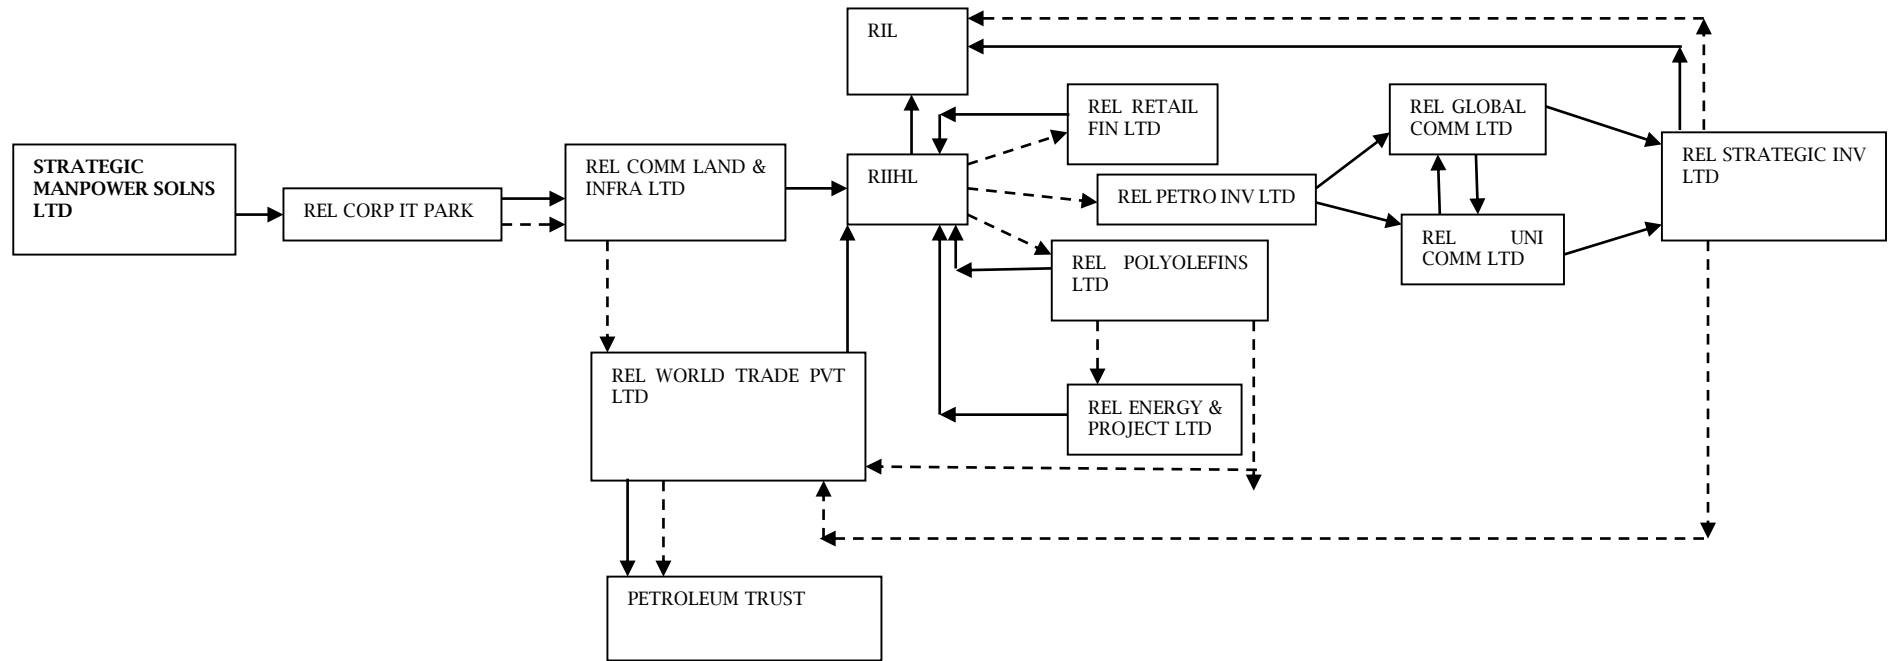 RIL
REL RETAIL
FIN LTD
REL GLOBAL
COMM LTD
STRATEGIC
MANPOWER SOLNS
LTD
REL COMM LAND &
INFRA LTD
RIIHL
REL STRATEGIC INV
LTD
REL CORP IT PARK
REL PETRO INV LTD
REL UNI
COMM LTD
REL POLYOLEFINS
LTD
REL WORLD TRADE PVT
LTD
REL ENERGY &
PROJECT LTD
PETROLEUM TRUST